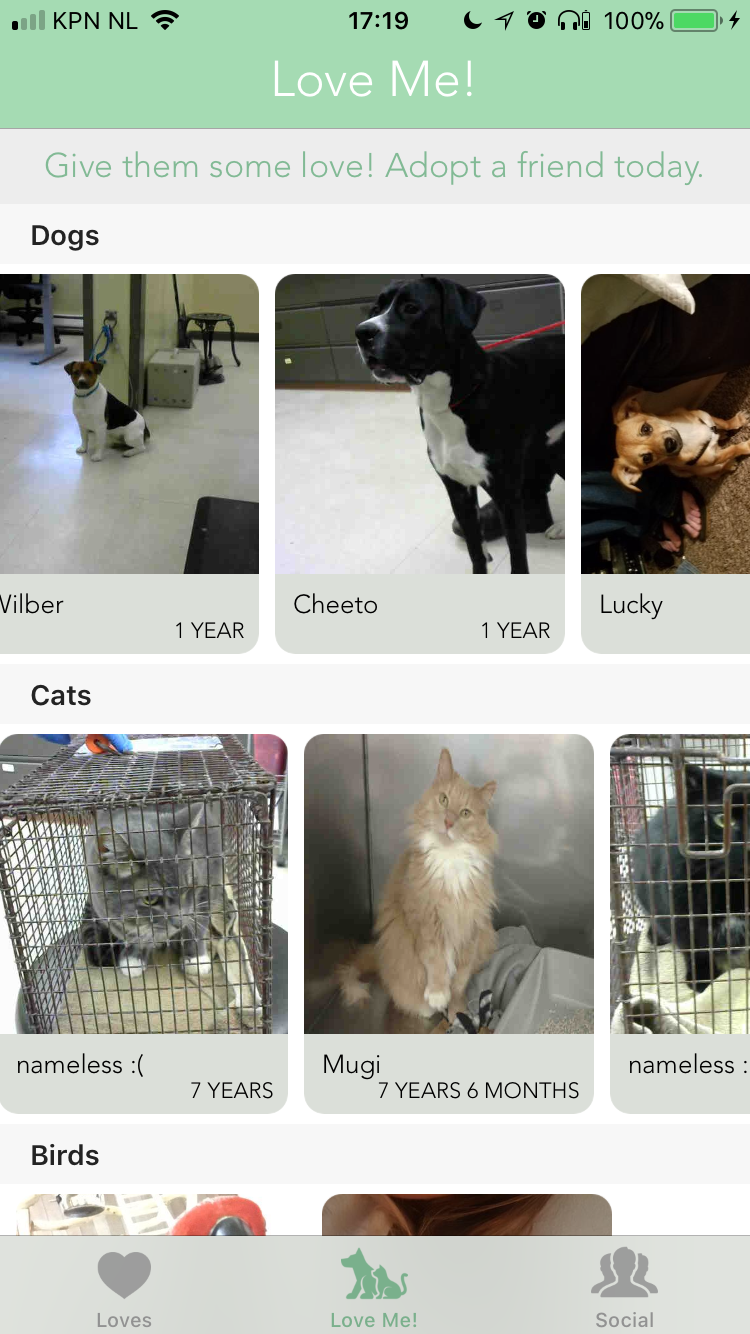 KPN NL 17:19 100%
Love Me!
Give them some love! Adopt a friend today.
Dogs
Wilber Cheeto Lucky
1 YEAR 1 YEAR
Cats
nameless :( Mugi nameless :
7 YEARS 7 YEARS 6 MONTHS
Birds
Loves Love Me! Social